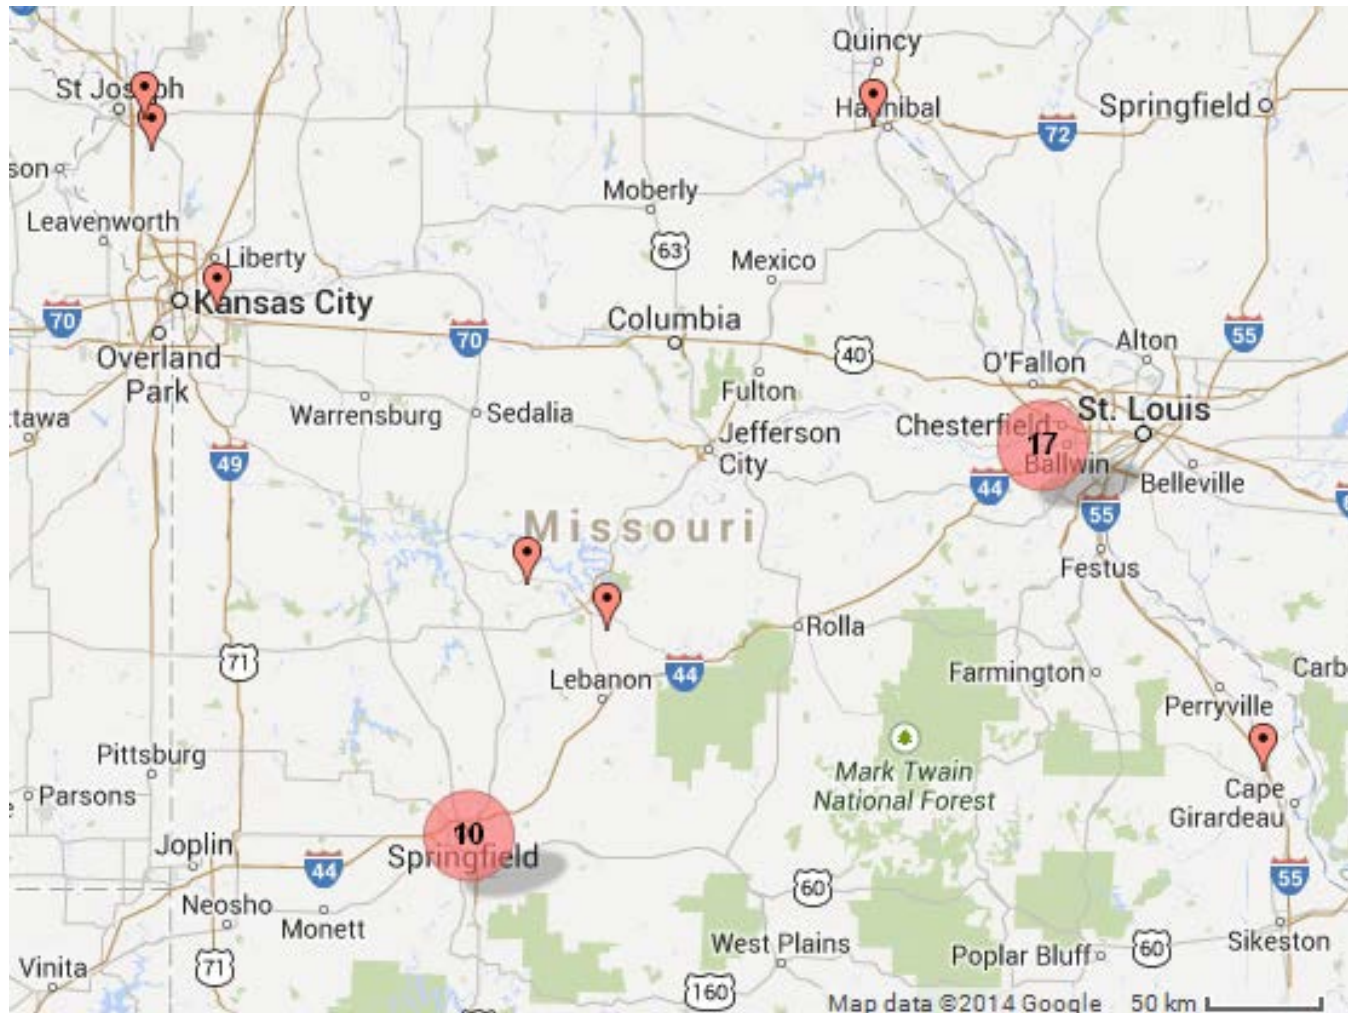 Quincy
St Joseph
Hannibal
Springfield
72
son
Moberly
Leavenworth
63
Liberty
Mexico
Kansas City
70
Columbia
70
55
Alton
40
O'Fallon
Overland
Park
Fulton
Warrensburg
Sedalia
St. Louis
Chesterfield
17
tawa
Jefferson
City
49
Ballwin
44
Belleville
55
Missouri
Festus
Rolla
71
44
Lebanon
Farmington
Carb
Perryville
Pittsburg
Mark Twain
National Forest
Parsons
Cape
Girardeau
10
Joplin
Springfield
44
60
55
Neosho
Monett
West Plains
Poplar Bluff
60
Sikeston
Vinita
71
160
Map data ©2014 Google
50 km